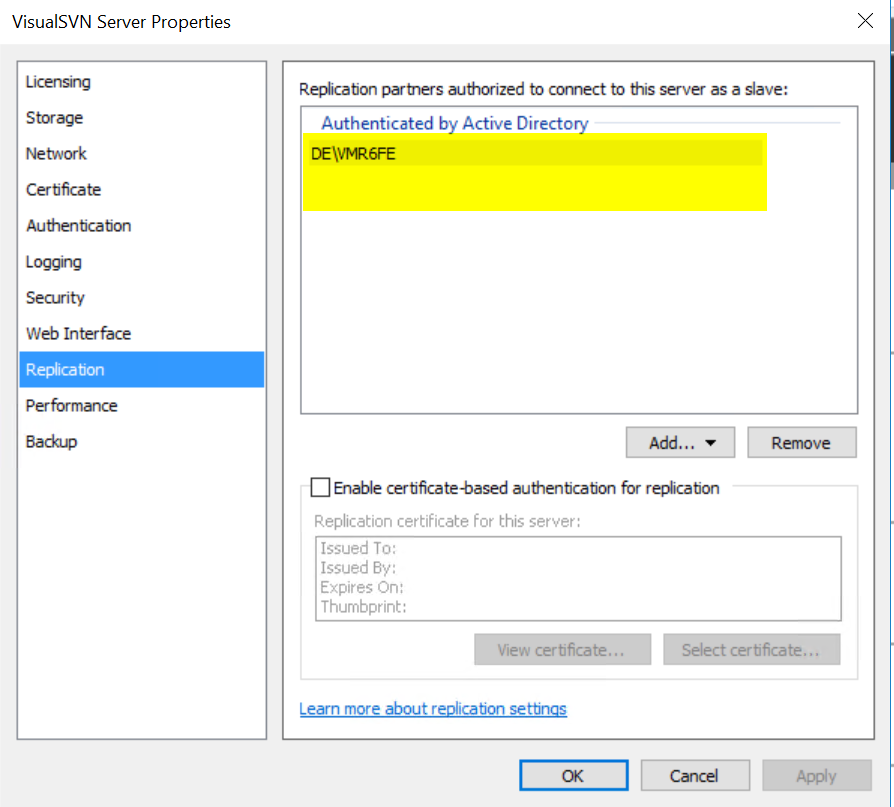 VisualSVN Server Properties
Licensing
Storage
Network
Certificate
Authentication
Logging
Security
Web Interface
Replication
Performance
Backup
Replication partners authorized to connect to this server as a slave:
Authenticated by Active Directory
DE\VMR6FE
Add...
Remove
Enable certificate-based authentication for replication
Replication certificate for this server:
Issued To:
Issued By:
Expires On:
Thumbprint:
View certificate...
Select certificate...
Learn more about replication settings
OK
Cancel
Apply